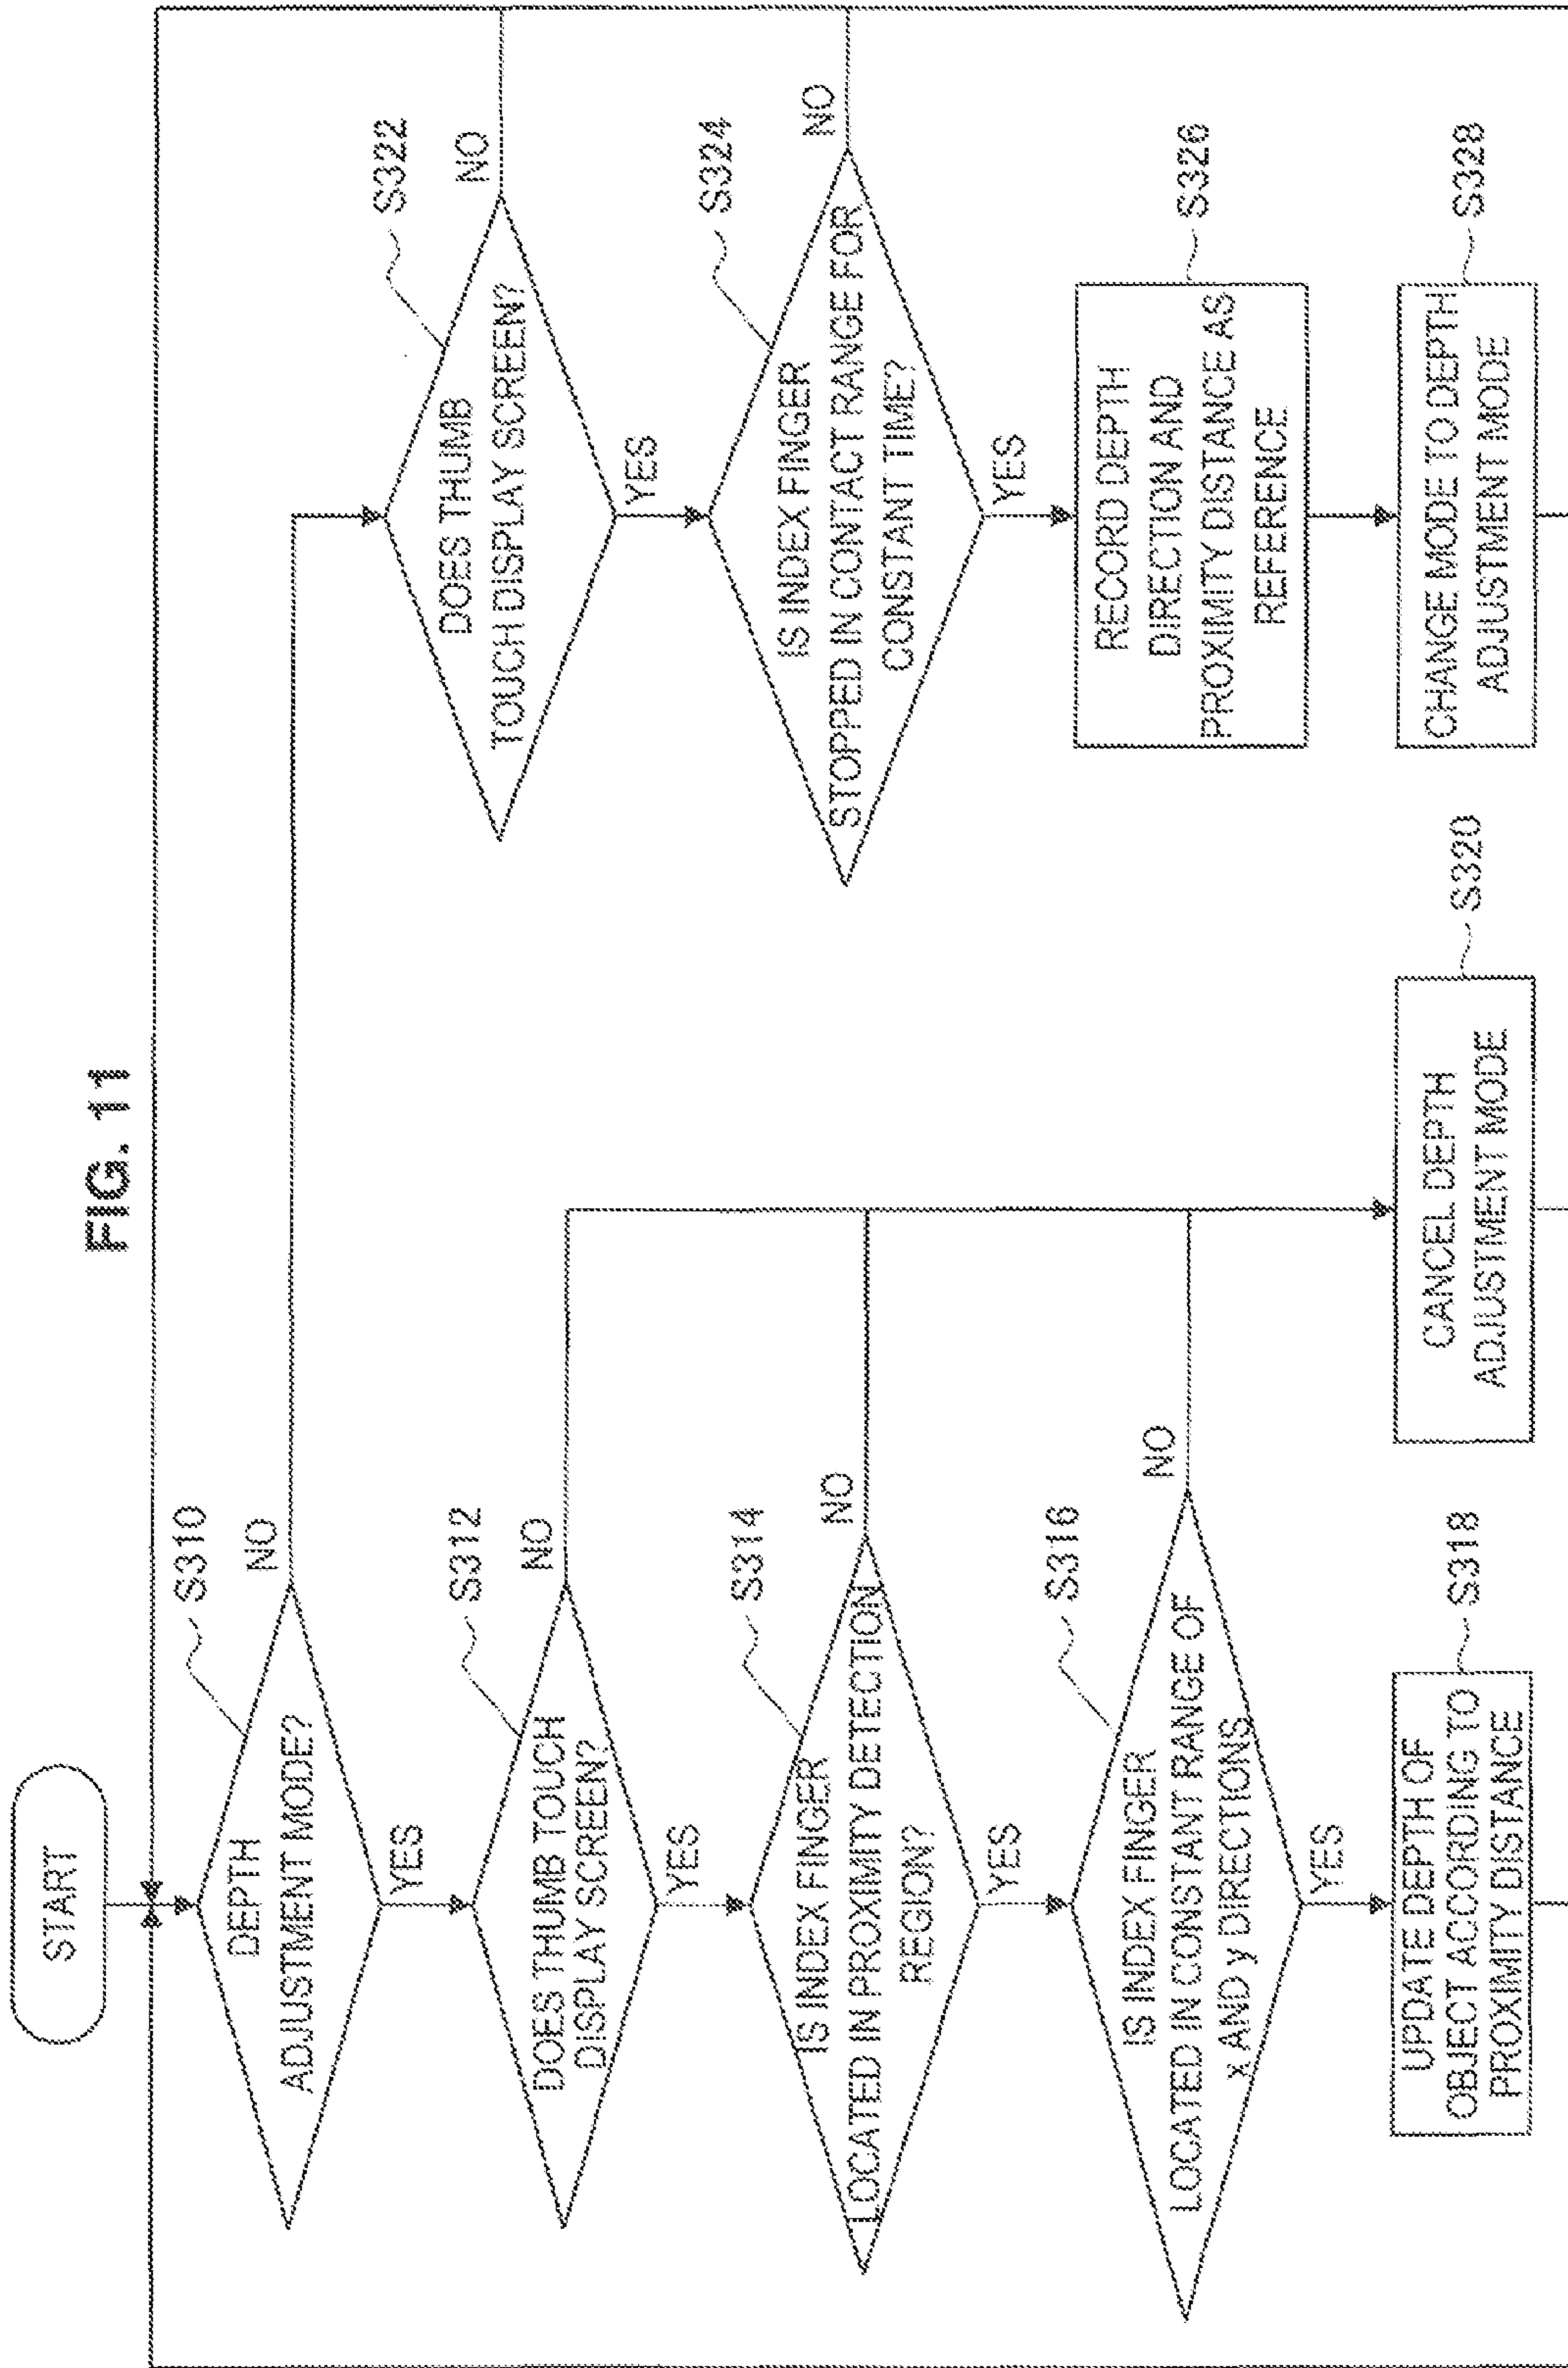 FIG. 11
START
S310
DEPTH
ADJUSTMENT MODE?
NO
YES
S312
DOES THUMB TOUCH
DISPLAY SCREEN?
NO
YES
S314
IS INDEX FINGER
LOCATED IN PROXIMITY DETECTION
REGION?
NO
YES
S316
IS INDEX FINGER
LOCATED IN CONSTANT RANGE OF
x AND y DIRECTIONS
NO
YES
S318
UPDATE DEPTH OF
OBJECT ACCORDING TO
PROXIMITY DISTANCE
S320
CANCEL DEPTH
ADJUSTMENT MODE
S322
DOES THUMB
TOUCH DISPLAY SCREEN?
NO
YES
S324
IS INDEX FINGER
STOPPED IN CONTACT RANGE FOR
CONSTANT TIME?
NO
YES
S326
RECORD DEPTH
DIRECTION AND
PROXIMITY DISTANCE AS
REFERENCE
S328
CHANGE MODE TO DEPTH
ADJUSTMENT MODE